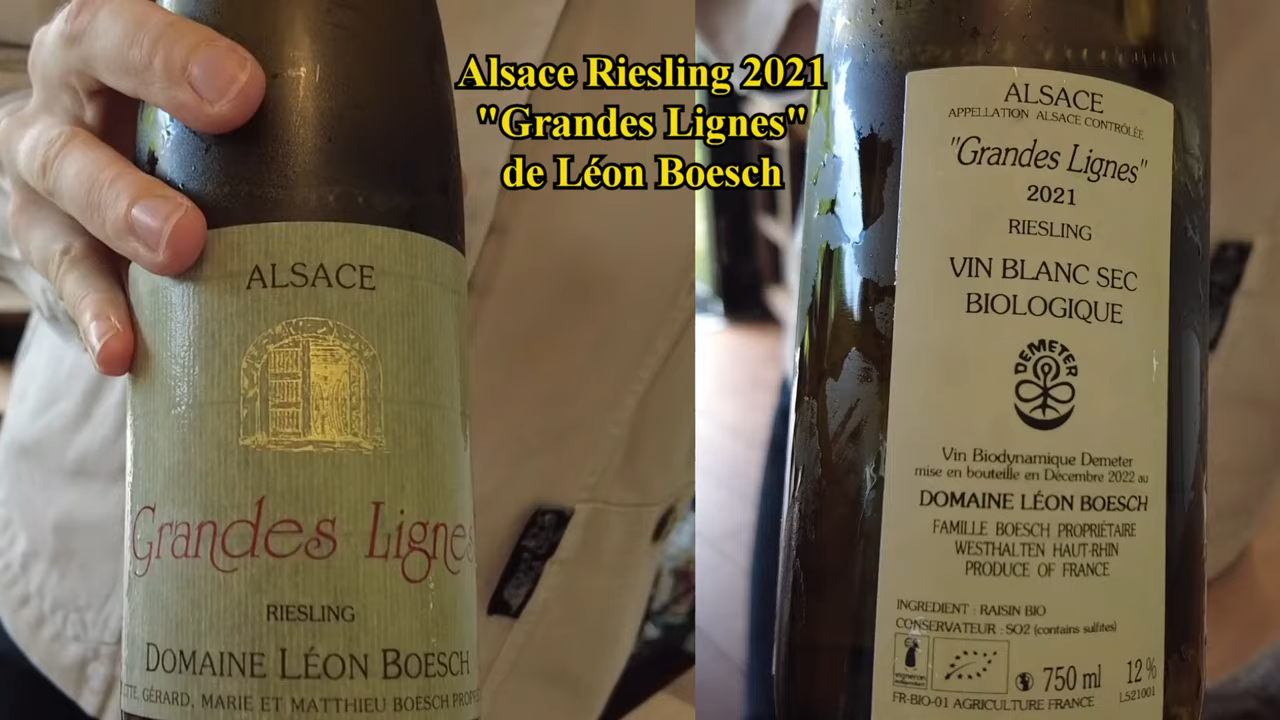 Alsace Riesling 2021
"Grandes Lignes"
de Léon Boesch
ALSACE
Grandes Lignes
RIESLING
DOMAINE LÉON BOESCH
GÉRARD, MARIE ET MATTHIEU BOESCH
ALSACE
APPELLATION ALSACE CONTRÔLÉE
"Grandes Lignes"
2021
RIESLING
VIN BLANC SEC
BIOLOGIQUE
DEMETER
Vin Biodynamique Demeter
mise en bouteille en Décembre 2022 au
DOMAINE LÉON BOESCH
FAMILLE BOESCH PROPRIÉTAIRE
WESTHALTEN HAUT-RHIN
PRODUCE OF FRANCE
INGREDIENT : RAISIN BIO
CONSERVATEUR : SO2 (contains sulfites)
750 ml 12 %
L521001
FR-BIO-01 AGRICULTURE FRANCE